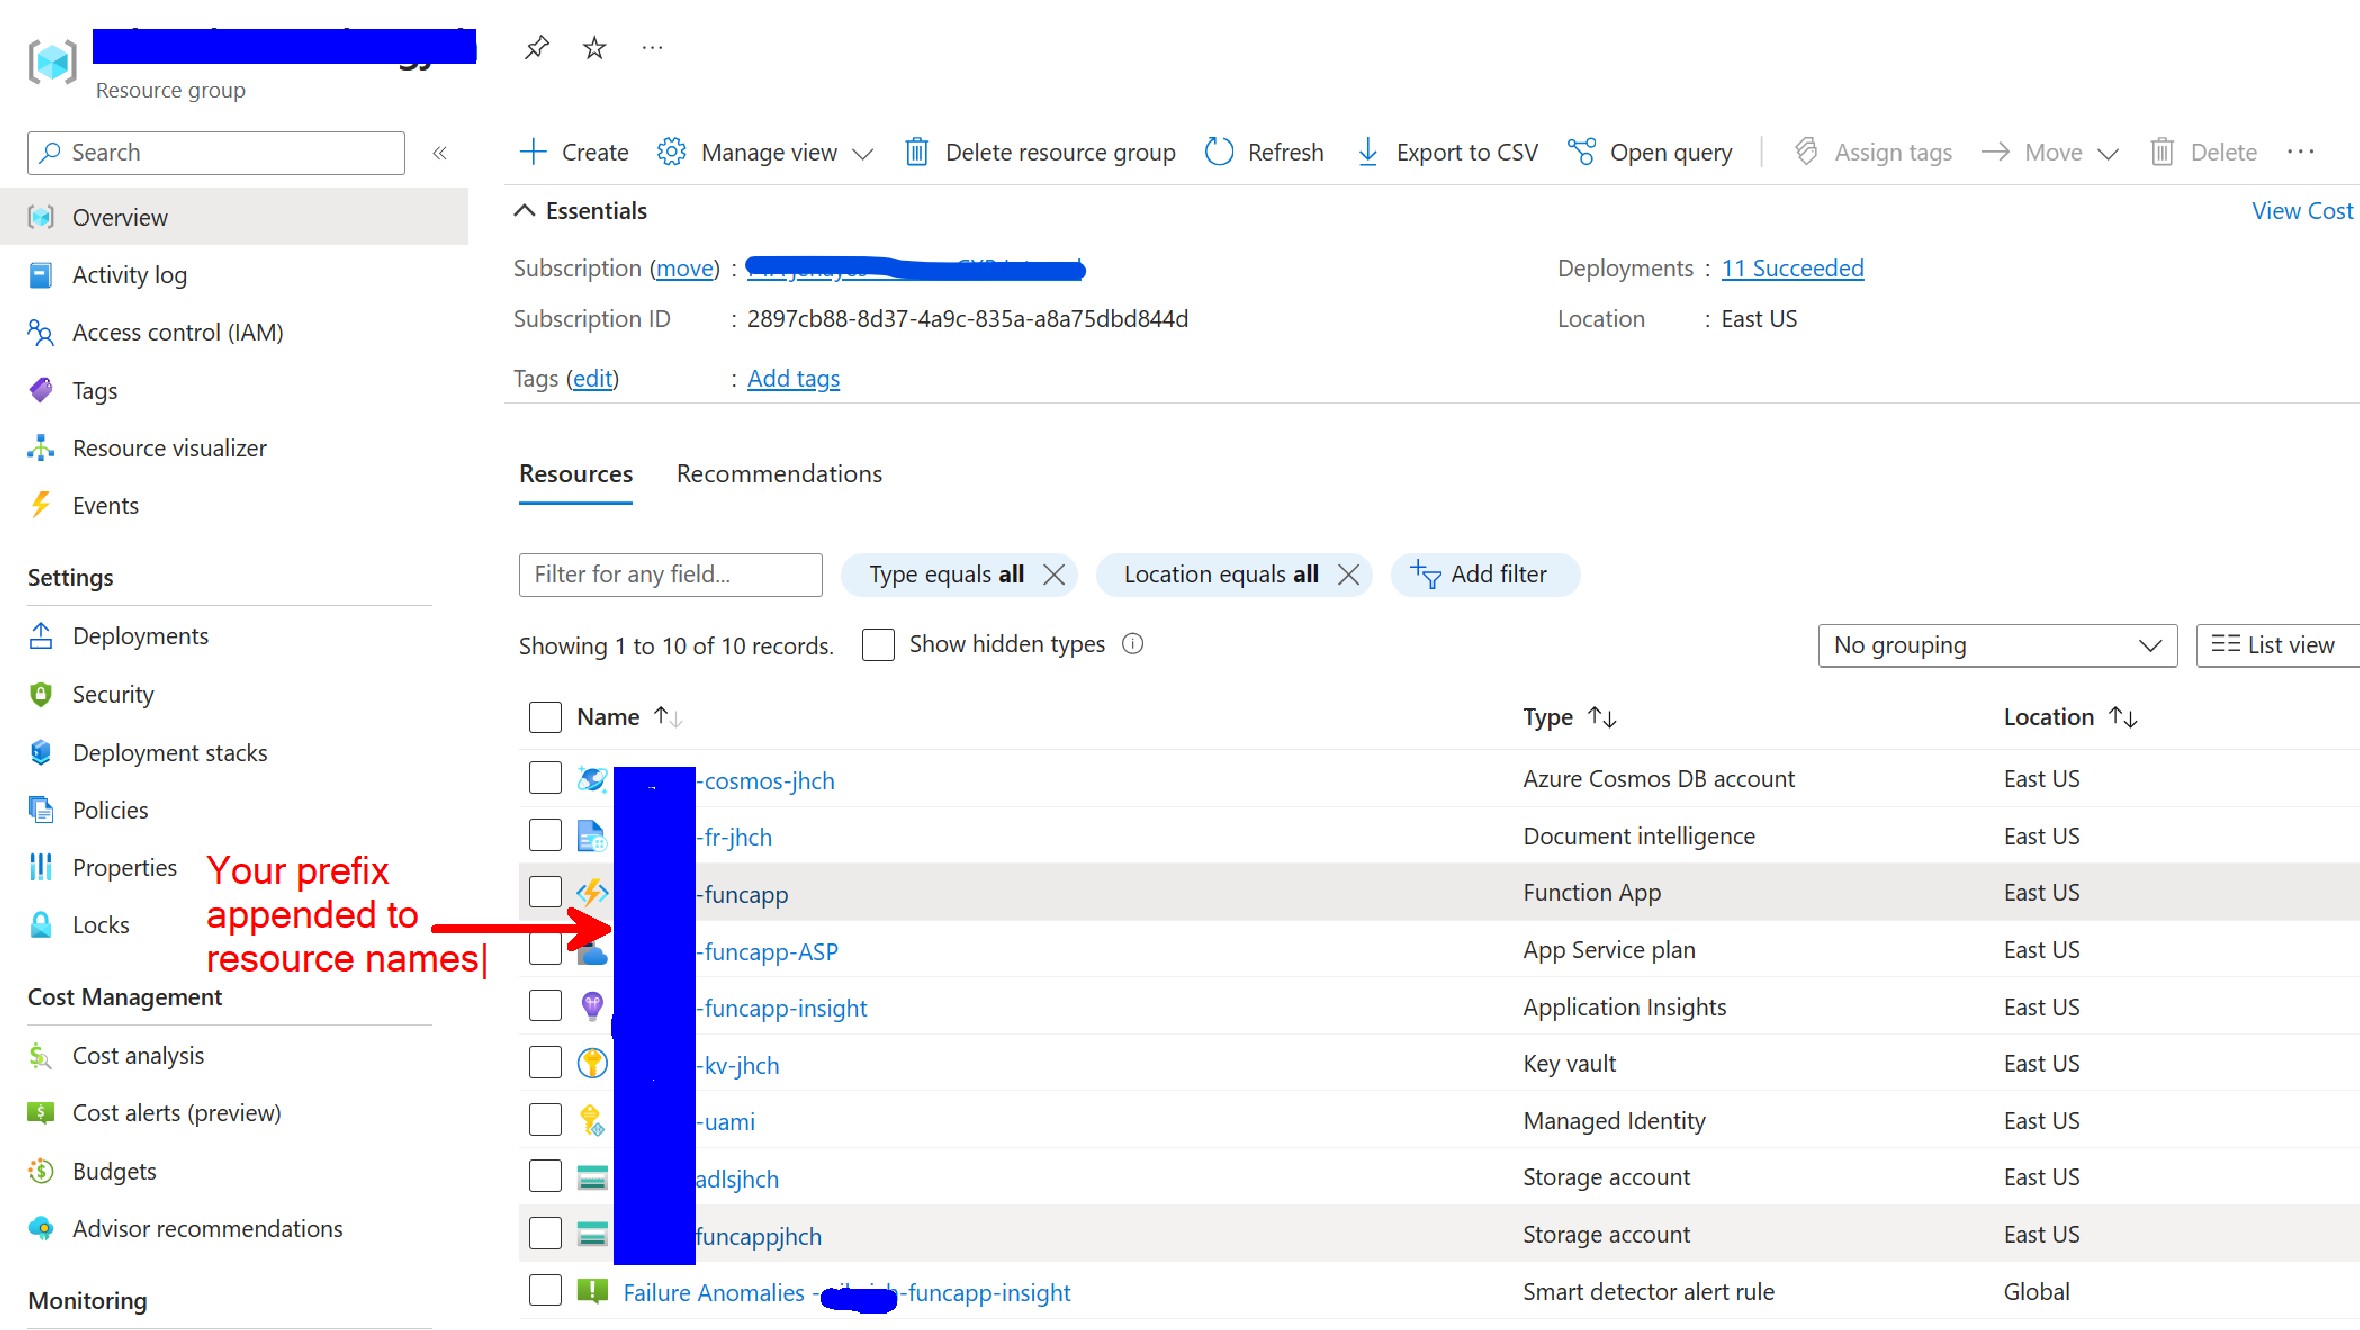 Resource group
Search
«
Create
Manage view
Delete resource group
Refresh
Export to CSV
Open query
Assign tags
Move
Delete
Overview
Activity log
Access control (IAM)
Tags
Resource visualizer
Events
Settings
Deployments
Security
Deployment stacks
Policies
Properties
Locks
Cost Management
Cost analysis
Cost alerts (preview)
Budgets
Advisor recommendations
Monitoring
Your prefix
appended to
resource names|
Essentials
View Cost
Subscription (move) :
Deployments : 11 Succeeded
Subscription ID : 2897cb88-8d37-4a9c-835a-a8a75dbd844d
Location : East US
Tags (edit) : Add tags
Resources Recommendations
Filter for any field...
Type equals all
Location equals all
Add filter
Showing 1 to 10 of 10 records.
Show hidden types
No grouping
List view
Name Type Location
-cosmos-jhch Azure Cosmos DB account East US
-fr-jhch Document intelligence East US
-funcapp Function App East US
-funcapp-ASP App Service plan East US
-funcapp-insight Application Insights East US
-kv-jhch Key vault East US
-uami Managed Identity East US
adlsjhch Storage account East US
funcappjhch Storage account East US
Failure Anomalies - -funcapp-insight Smart detector alert rule Global